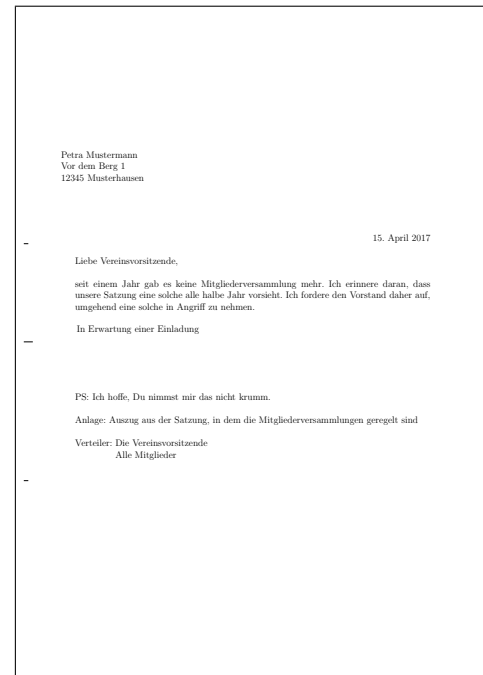 Petra Mustermann
Vor dem Berg 1
12345 Musterhausen
15. April 2017
Liebe Vereinsvorsitzende,
seit einem Jahr gab es keine Mitgliederversammlung mehr. Ich erinnere daran, dass
unsere Satzung eine solche alle halbe Jahr vorsieht. Ich fordere den Vorstand daher auf,
umgehend eine solche in Angriff zu nehmen.
In Erwartung einer Einladung
PS: Ich hoffe, Du nimmst mir das nicht krumm.
Anlage: Auszug aus der Satzung, in dem die Mitgliederversammlungen geregelt sind
Verteiler: Die Vereinsvorsitzende
Alle Mitglieder